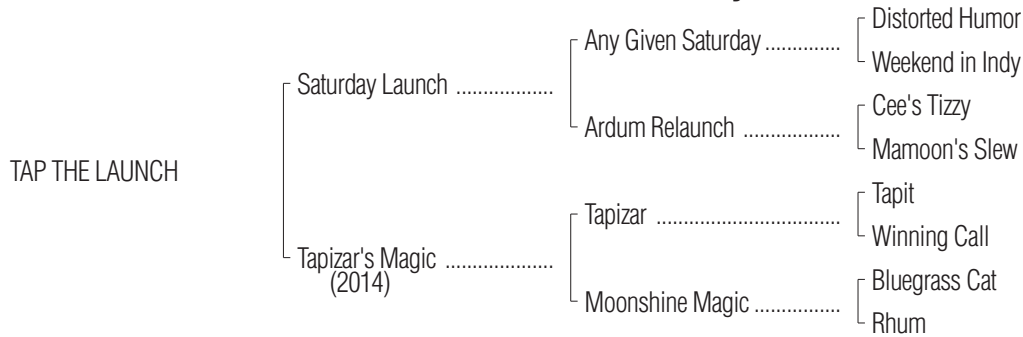 Distorted Humor
Any Given Saturday ..............
Weekend in Indy
Saturday Launch ..................
Cee's Tizzy
Ardum Relaunch ..................
Mamoon's Slew
TAP THE LAUNCH
Tapit
Tapizar ..................................
Winning Call
Tapizar's Magic ....................
(2014)
Bluegrass Cat
Moonshine Magic ................
Rhum